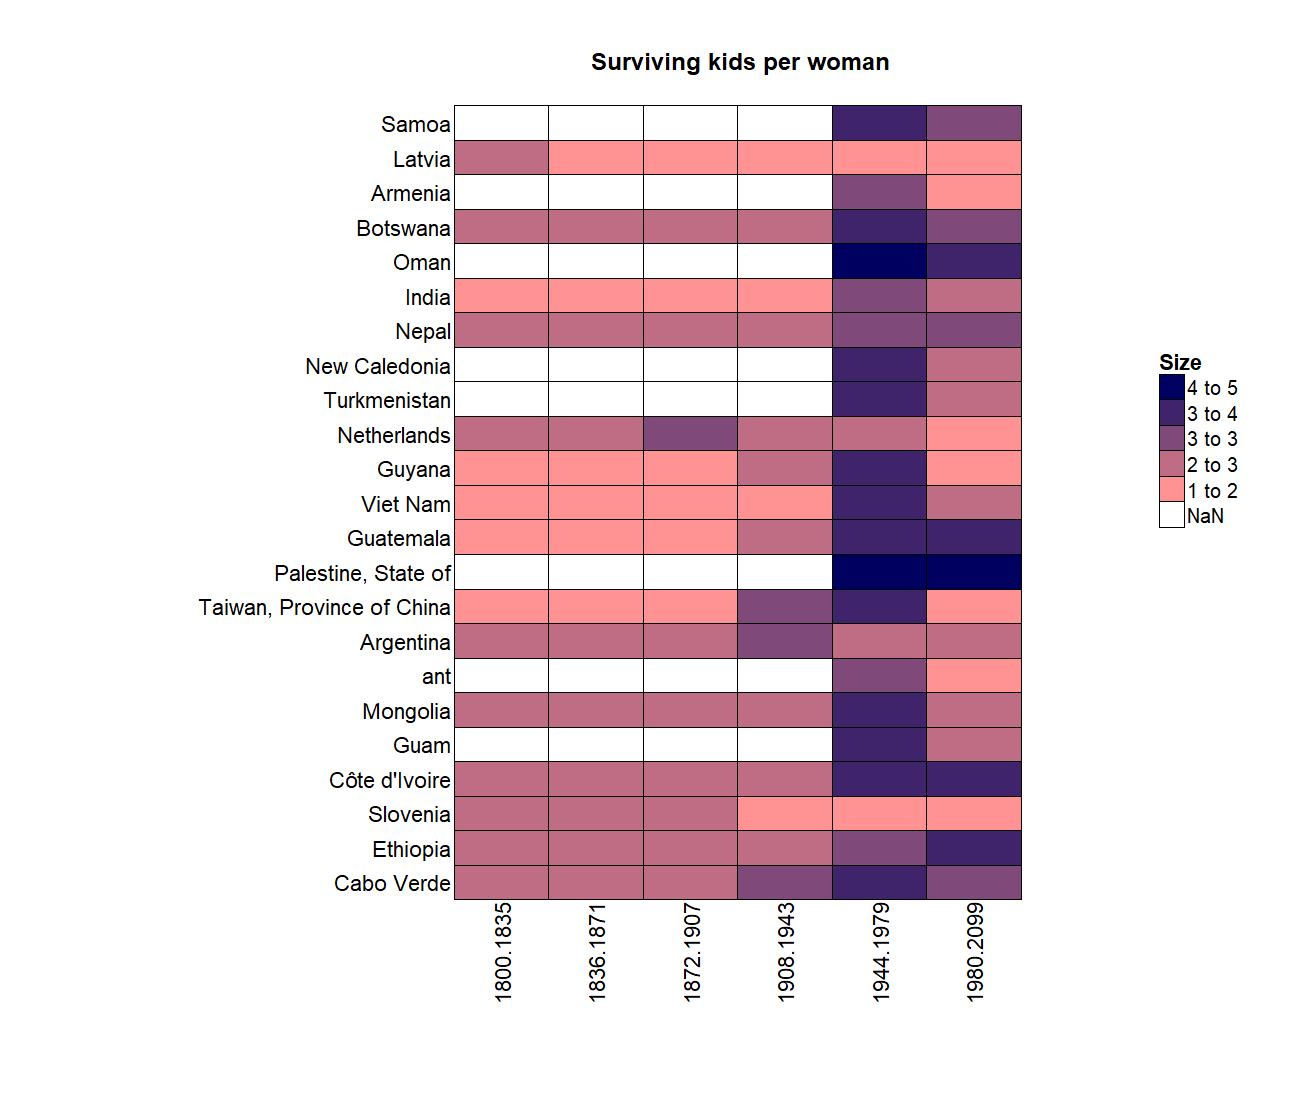 Surviving kids per woman
Samoa
Latvia
Armenia
Botswana
Oman
India
Nepal
New Caledonia
Turkmenistan
Netherlands
Guyana
Viet Nam
Guatemala
Palestine, State of
Taiwan, Province of China
Argentina
ant
Mongolia
Guam
Côte d'Ivoire
Slovenia
Ethiopia
Cabo Verde
1800.1835
1836.1871
1872.1907
1908.1943
1944.1979
1980.2099
Size
4 to 5
3 to 4
3 to 3
2 to 3
1 to 2
NaN